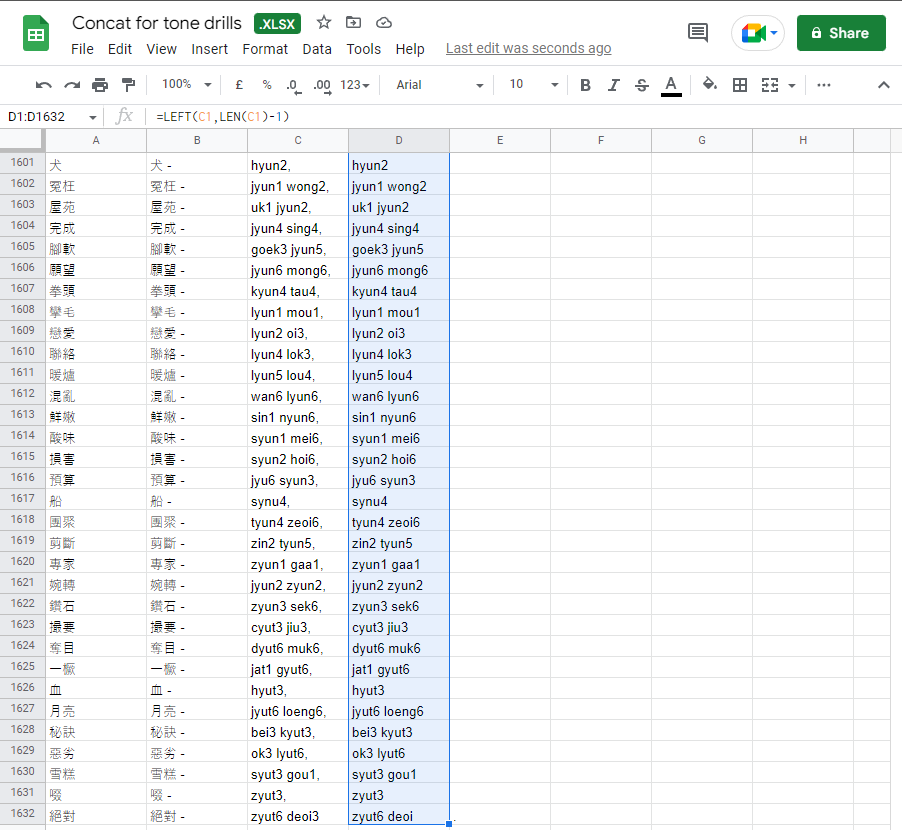 Concat for tone drills .XLSX
File Edit View Insert Format Data Tools Help Last edit was seconds ago
Share
100% £ % .0 .00 123 Arial 10 B I S A
D1:D1632 fx =LEFT(C1,LEN(C1)-1)
A B C D E F G H
1601 犬 犬 - hyun2, hyun2
1602 冤枉 冤枉 - jyun1 wong2, jyun1 wong2
1603 屋苑 屋苑 - uk1 jyun2, uk1 jyun2
1604 完成 完成 - jyun4 sing4, jyun4 sing4
1605 腳軟 腳軟 - goek3 jyun5, goek3 jyun5
1606 願望 願望 - jyun6 mong6, jyun6 mong6
1607 拳頭 拳頭 - kyun4 tau4, kyun4 tau4
1608 攣毛 攣毛 - lyun1 mou1, lyun1 mou1
1609 戀愛 戀愛 - lyun2 oi3, lyun2 oi3
1610 聯絡 聯絡 - lyun4 lok3, lyun4 lok3
1611 暖爐 暖爐 - lyun5 lou4, lyun5 lou4
1612 混亂 混亂 - wan6 lyun6, wan6 lyun6
1613 鮮嫩 鮮嫩 - sin1 nyun6, sin1 nyun6
1614 酸味 酸味 - syun1 mei6, syun1 mei6
1615 損害 損害 - syun2 hoi6, syun2 hoi6
1616 預算 預算 - jyu6 syun3, jyu6 syun3
1617 船 船 - synu4, synu4
1618 團聚 團聚 - tyun4 zeoi6, tyun4 zeoi6
1619 剪斷 剪斷 - zin2 tyun5, zin2 tyun5
1620 專家 專家 - zyun1 gaa1, zyun1 gaa1
1621 婉轉 婉轉 - jyun2 zyun2, jyun2 zyun2
1622 鑽石 鑽石 - zyun3 sek6, zyun3 sek6
1623 撮要 撮要 - cyut3 jiu3, cyut3 jiu3
1624 奪目 奪目 - dyut6 muk6, dyut6 muk6
1625 一橛 一橛 - jat1 gyut6, jat1 gyut6
1626 血 血 - hyut3, hyut3
1627 月亮 月亮 - jyut6 loeng6, jyut6 loeng6
1628 秘訣 秘訣 - bei3 kyut3, bei3 kyut3
1629 惡劣 惡劣 - ok3 lyut6, ok3 lyut6
1630 雪糕 雪糕 - syut3 gou1, syut3 gou1
1631 啜 啜 - zyut3, zyut3
1632 絕對 絕對 - zyut6 deoi3 zyut6 deoi